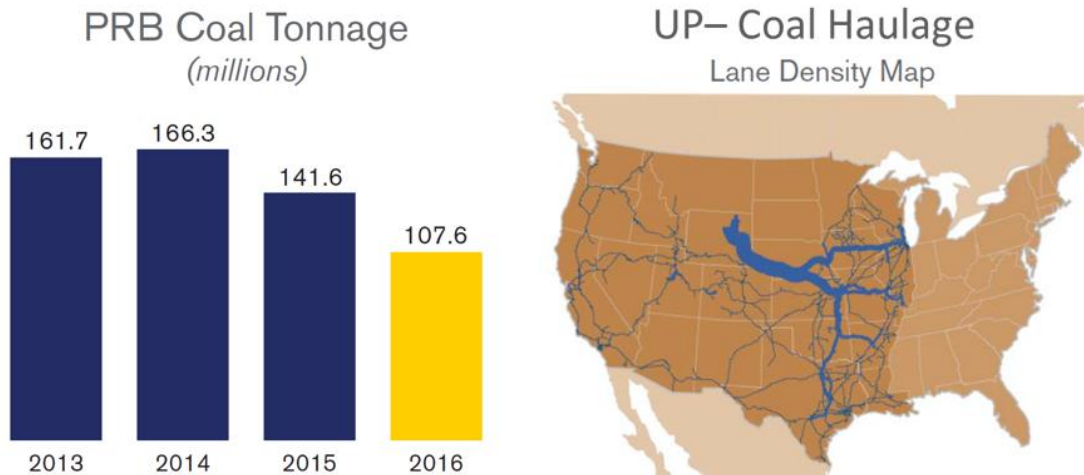 PRB Coal Tonnage
(millions)
161.7
166.3
141.6
107.6
2013
2014
2015
2016
UP– Coal Haulage
Lane Density Map